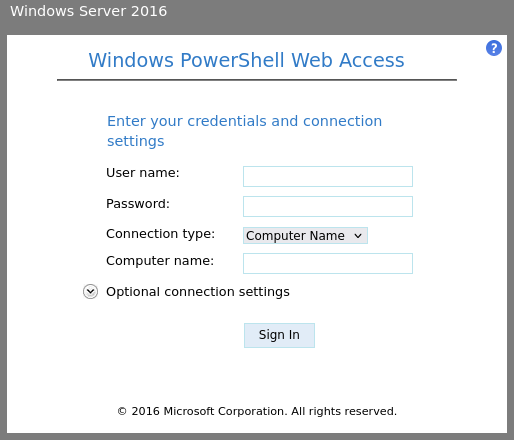 Windows Server 2016
?
Windows PowerShell Web Access
Enter your credentials and connection
settings
User name:
Password:
Connection type: Computer Name
Computer name:
Optional connection settings
Sign In
© 2016 Microsoft Corporation. All rights reserved.